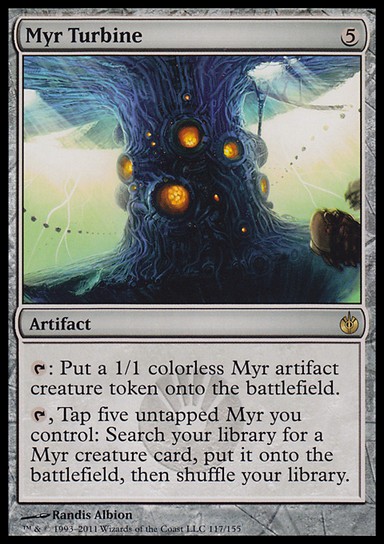 Myr Turbine 5
Artifact
: Put a 1/1 colorless Myr artifact
creature token onto the battlefield.
, Tap five untapped Myr you
control: Search your library for a
Myr creature card, put it onto the
battlefield, then shuffle your library.
Randis Albion
™ & © 1993–2011 Wizards of the Coast LLC 117/155